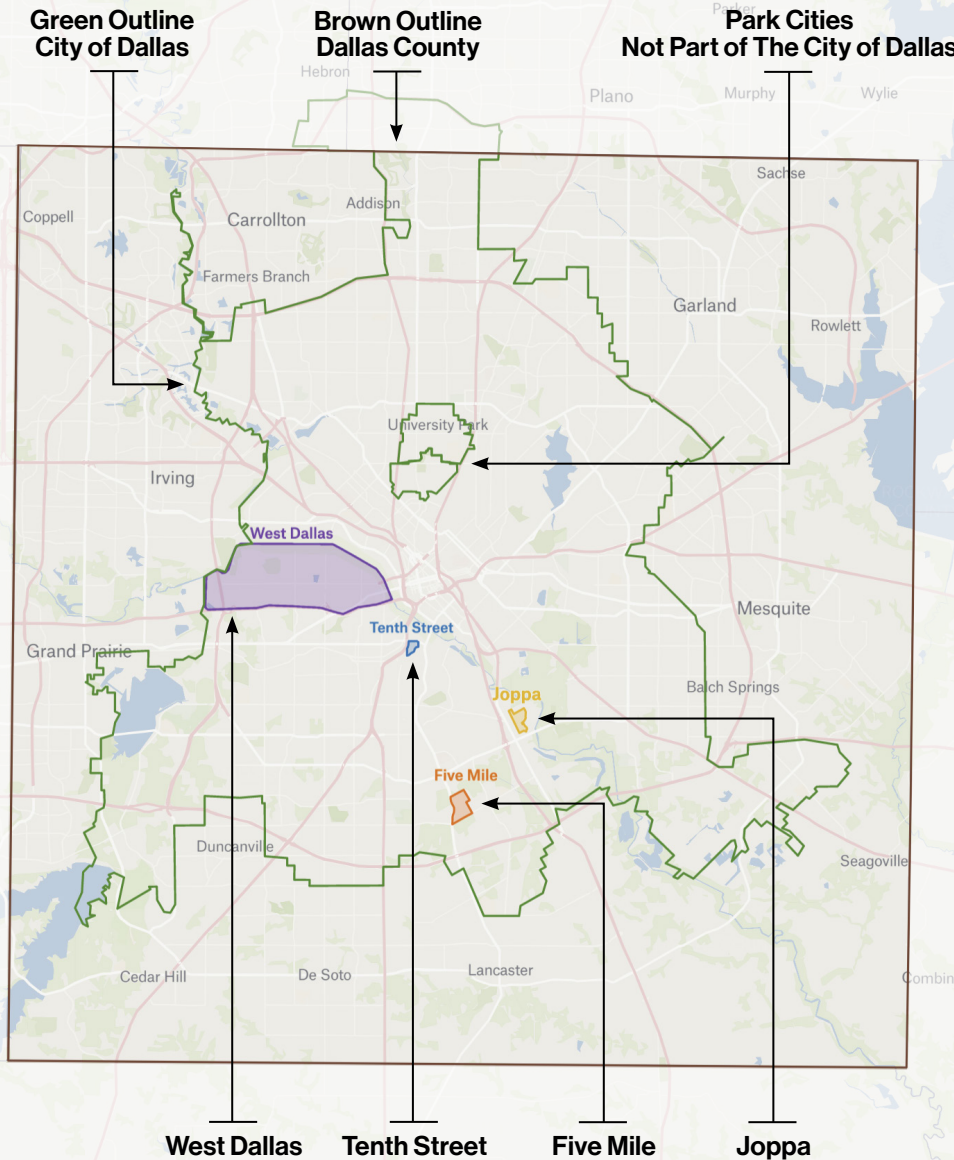 Green Outline
City of Dallas
Brown Outline
Dallas County
Park Cities
Not Part of The City of Dallas
Parker
Hebron
Plano
Murphy
Wylie
Sachse
Coppell
Carrollton
Addison
Farmers Branch
Garland
Rowlett
University Park
Irving
West Dallas
Mesquite
Tenth Street
Grand Prairie
Balch Springs
Joppa
Five Mile
Duncanville
Seagoville
Cedar Hill
De Soto
Lancaster
Combin
West Dallas
Tenth Street
Five Mile
Joppa